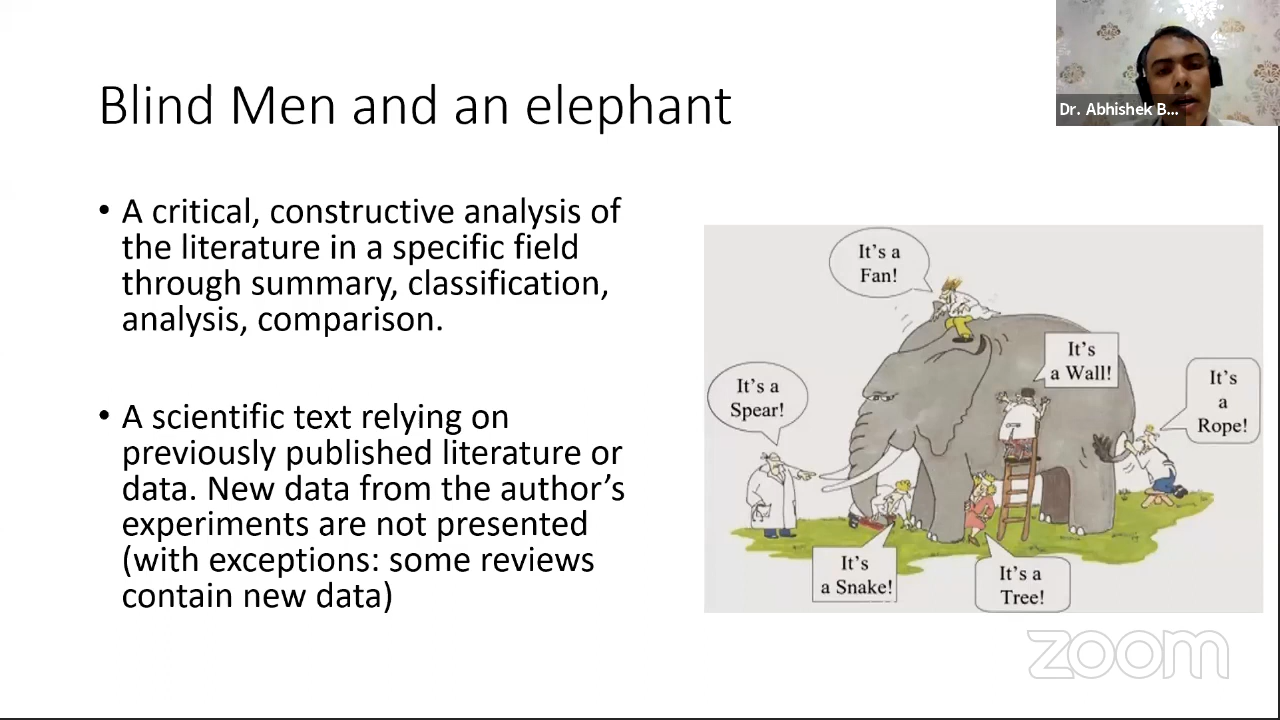 Blind Men and an elephant
Dr. Abhishek B...
• A critical, constructive analysis of
the literature in a specific field
through summary, classification,
analysis, comparison.
• A scientific text relying on
previously published literature or
data. New data from the author’s
experiments are not presented
(with exceptions: some reviews
contain new data)
It’s a
Fan!
It’s
a Wall!
It’s a
Spear!
It’s
a
Rope!
It’s
a Snake!
It’s a
Tree!
zoom